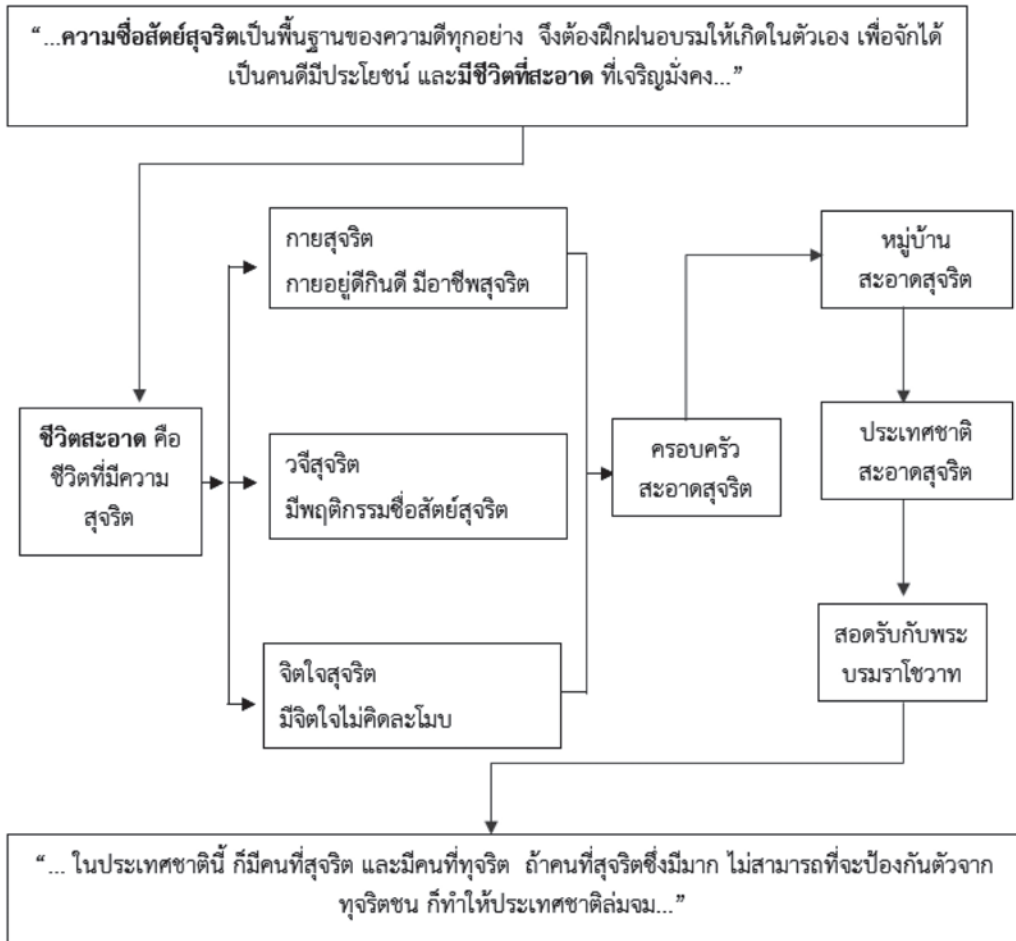 “...ความซื่อสัตย์สุจริตเป็นพื้นฐานของความดีทุกอย่าง จึงต้องฝึกฝนอบรมให้เกิดในตัวเอง เพื่อจักได้
เป็นคนดีมีประโยชน์ และมีชีวิตที่สะอาด ที่เจริญมั่งคง...”
กายสุจริต
กายอยู่ดีกินดี มีอาชีพสุจริต
หมู่บ้าน
สะอาดสุจริต
ชีวิตสะอาด คือ
ชีวิตที่มีความ
สุจริต
วจีสุจริต
มีพฤติกรรมซื่อสัตย์สุจริต
ครอบครัว
สะอาดสุจริต
ประเทศชาติ
สะอาดสุจริต
จิตใจสุจริต
มีจิตใจไม่คิดละโมบ
สอดรับกับพระ
บรมราโชวาท
“... ในประเทศชาตินี้ ก็มีคนที่สุจริต และมีคนที่ทุจริต ถ้าคนที่สุจริตซึ่งมีมาก ไม่สามารถที่จะป้องกันตัวจาก
ทุจริตชน ก็ทำให้ประเทศชาติล่มจม...”